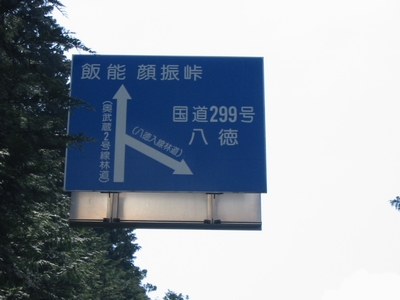 飯能 顔振峠
国道299号
八徳
(奥武蔵2号線林道)
(八徳入線林道)